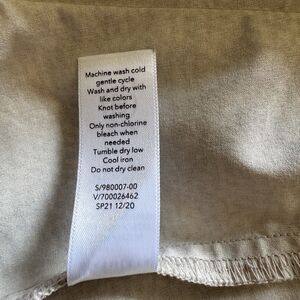 Machine wash cold
gentle cycle
Wash and dry with
like colors
Knot before
washing
Only non-chlorine
bleach when
needed
Tumble dry low
Cool iron
Do not dry clean
S/980007-00
V/700026462
SP21 12/20